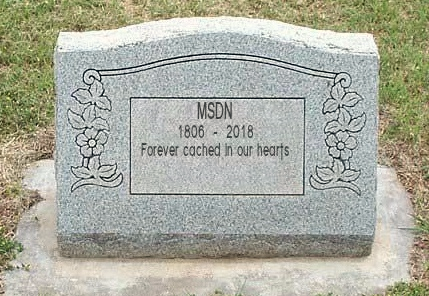 MSDN
1806 - 2018
Forever cached in our hearts